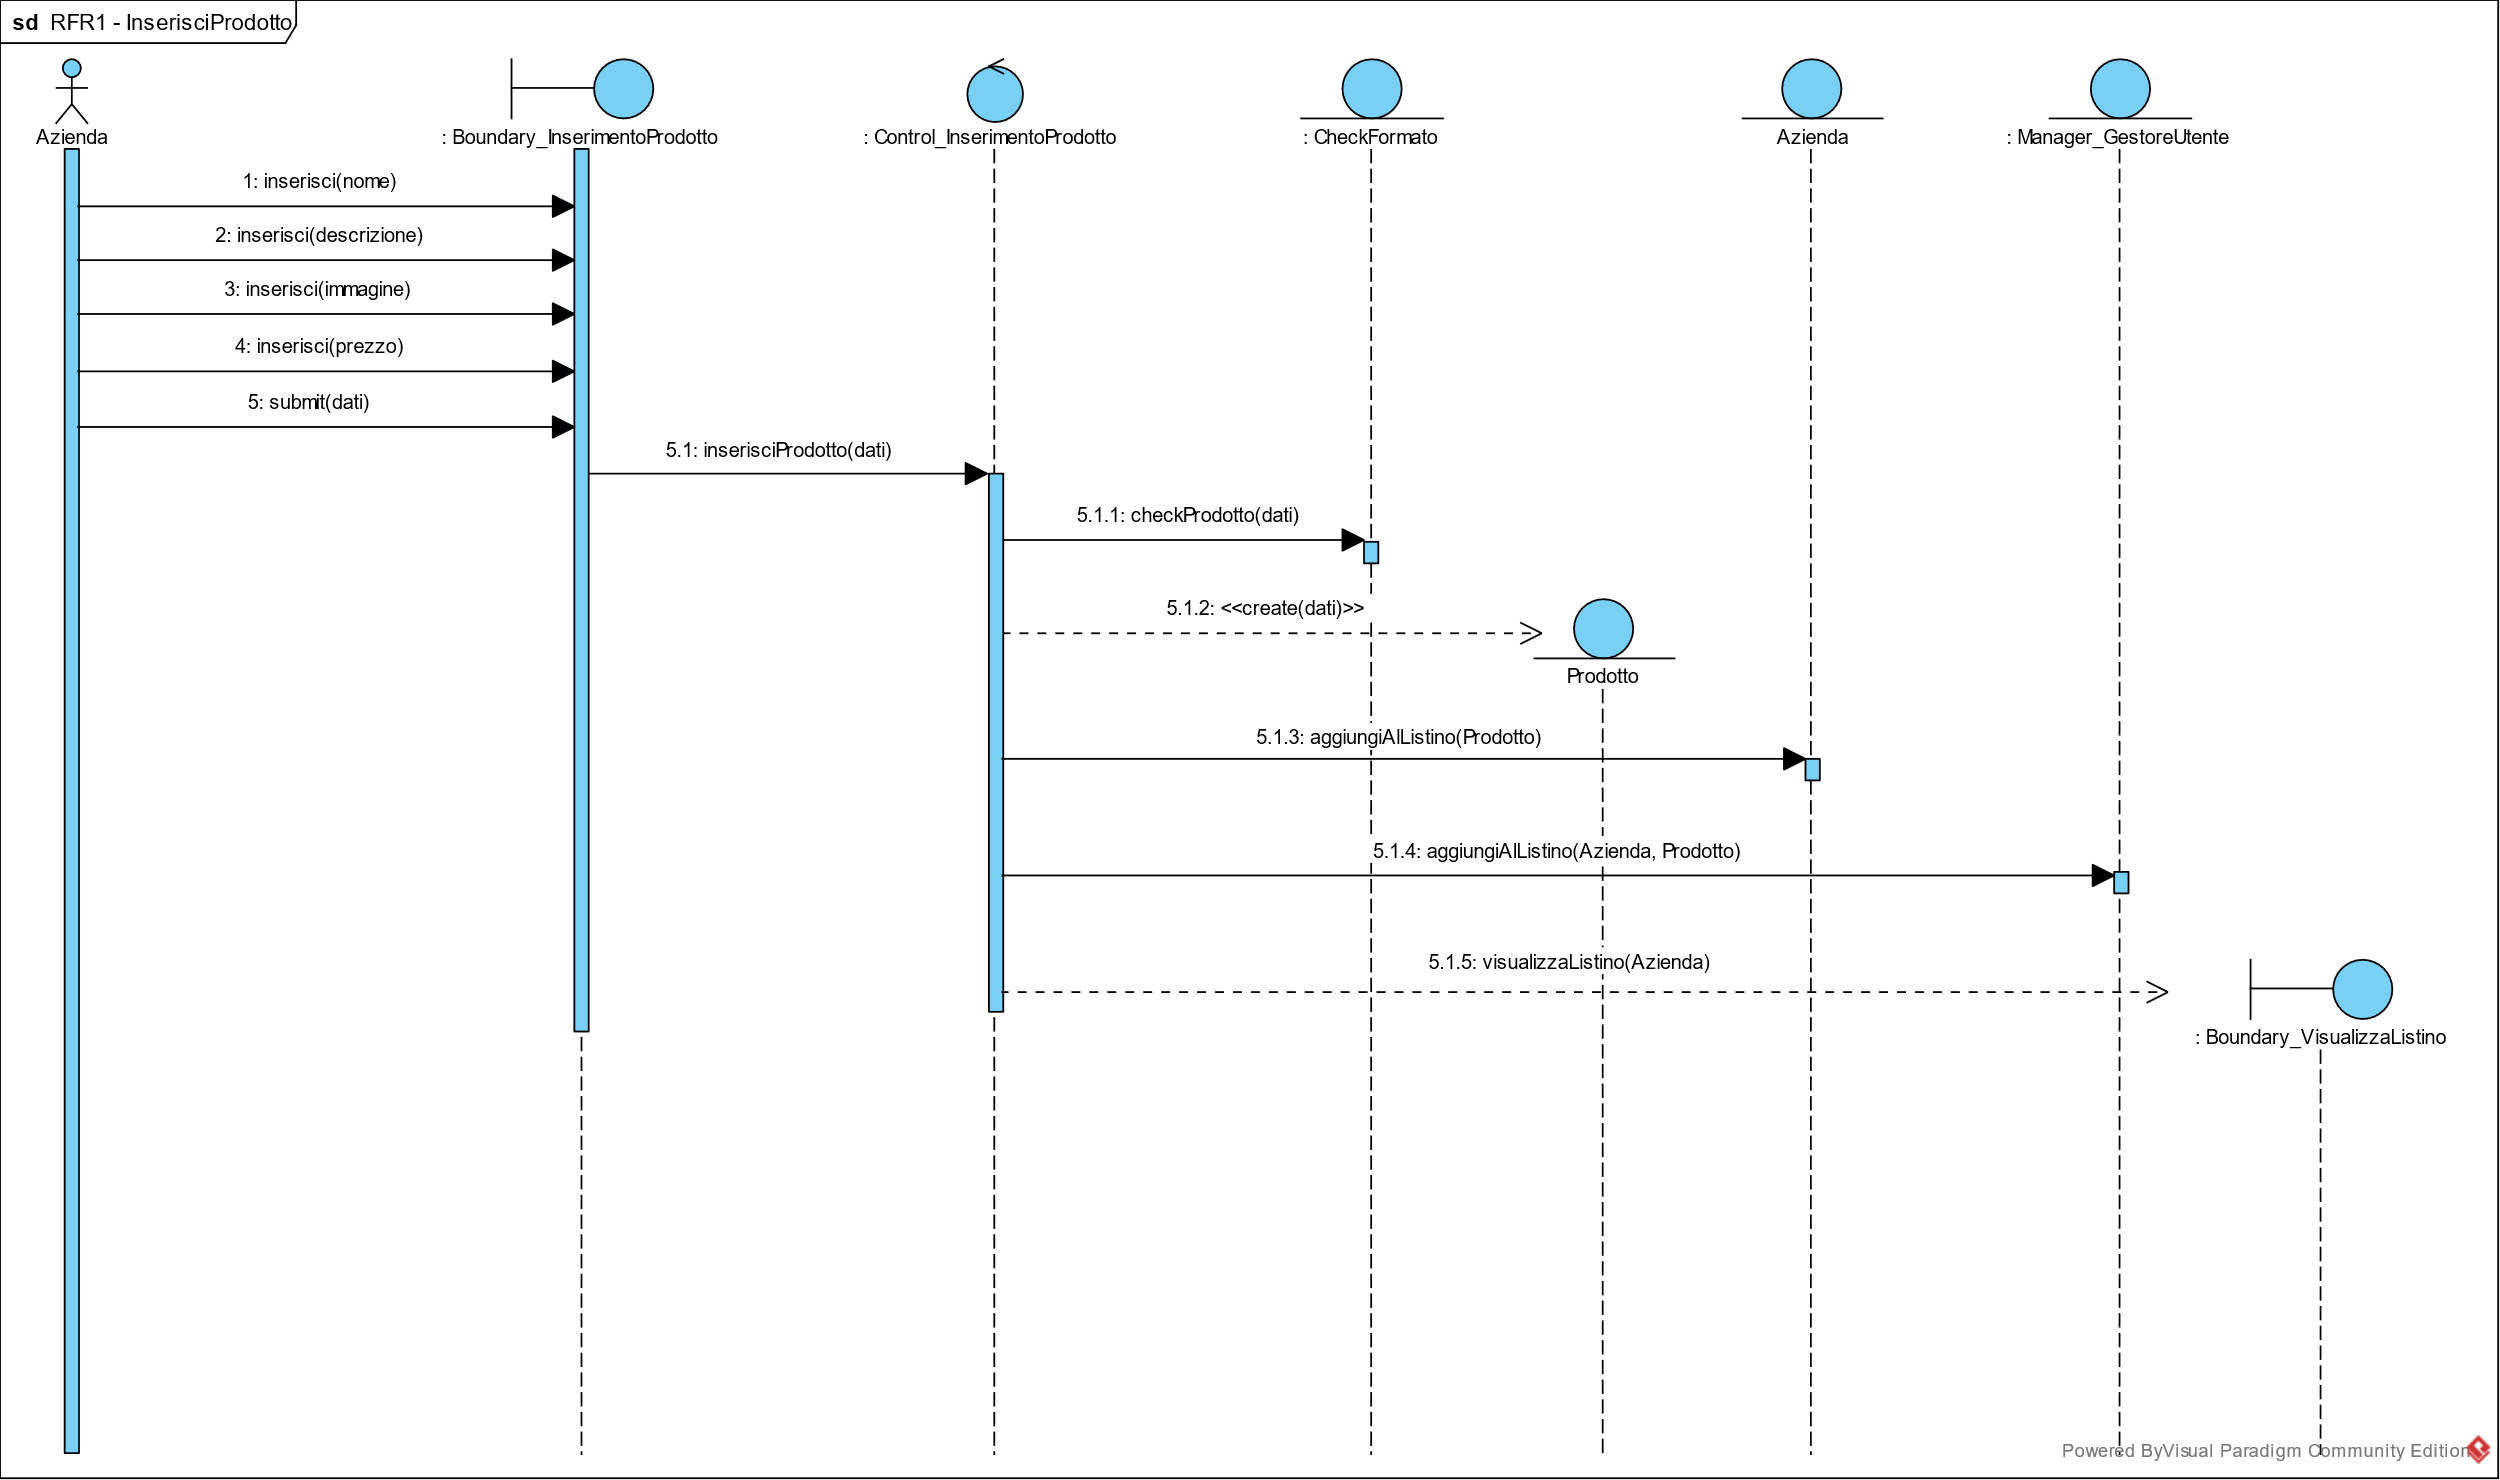 sd RFR1 - InserisciProdotto
Azienda
: Boundary_InserimentoProdotto
: Control_InserimentoProdotto
: CheckFormato
Azienda
: Manager_GestoreUtente
1: inserisci(nome)
2: inserisci(descrizione)
3: inserisci(immagine)
4: inserisci(prezzo)
5: submit(dati)
5.1: inserisciProdotto(dati)
5.1.1: checkProdotto(dati)
5.1.2: <<create(dati)>>
Prodotto
5.1.3: aggiungiAlListino(Prodotto)
5.1.4: aggiungiAlListino(Azienda, Prodotto)
5.1.5: visualizzaListino(Azienda)
: Boundary_VisualizzaListino
Powered ByVisual Paradigm Community Edition